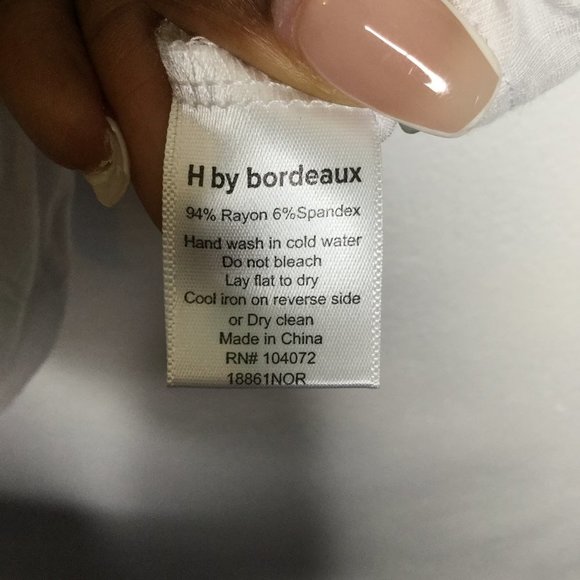 H by bordeaux
94% Rayon 6%Spandex
Hand wash in cold water
Do not bleach
Lay flat to dry
Cool iron on reverse side
or Dry clean
Made in China
RN# 104072
18861NOR